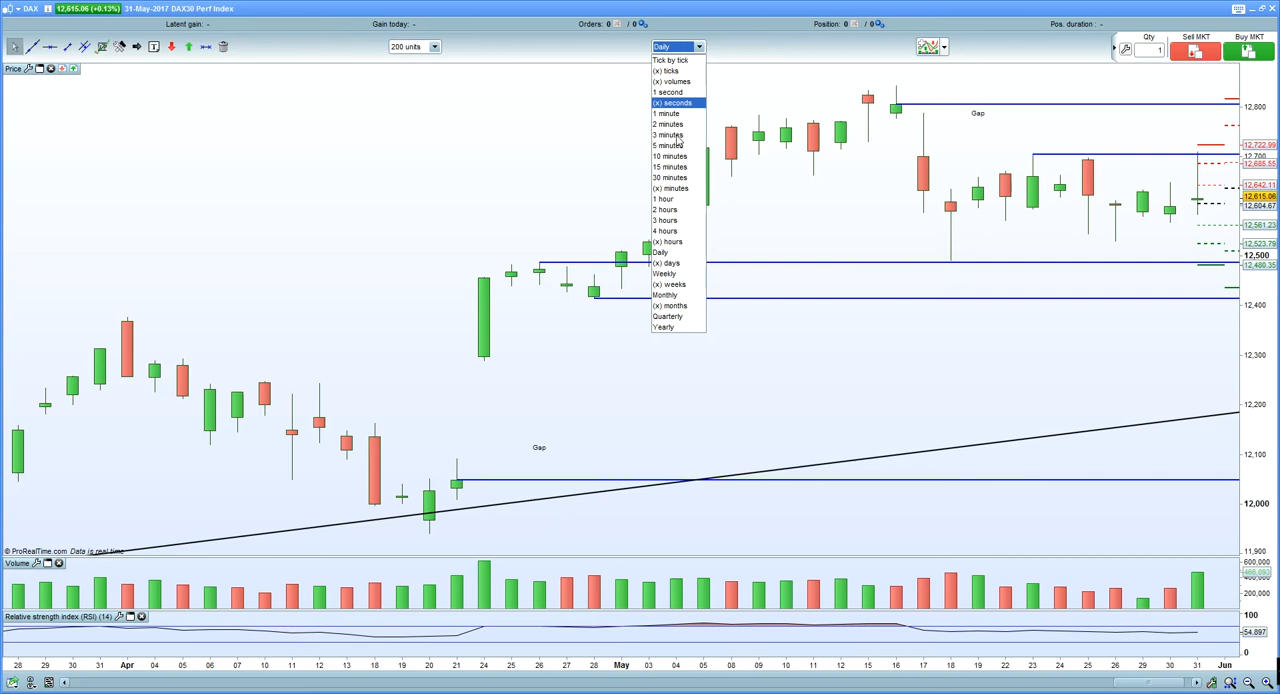 DAX 12,615.06 (+0.13%) 31-May-2017 DAX30 Perf Index
Latent gain: - Gain today: - Orders: 0 / 0 Position: 0 / 0 Pos. duration : -
200 units Daily Qty Sell MKT Buy MKT
1
Price
Tick by tick
(x) ticks
(x) volumes
1 second
(x) seconds
1 minute
2 minutes
3 minutes
5 minutes
10 minutes
15 minutes
30 minutes
(x) minutes
1 hour
2 hours
3 hours
4 hours
(x) hours
Daily
(x) days
Weekly
(x) weeks
Monthly
(x) months
Quarterly
Yearly
Gap
Gap
12,800
12,722.99
12,700
12,685.55
12,642.11
12,615.06
12,604.67
12,561.23
12,523.79
12,500
12,480.35
12,400
12,300
12,200
12,100
12,000
11,900
© ProRealTime.com Data is real-time
Volume
600,000
400,000
200,000
Relative strength index (RSI) (14)
100
54.897
0
28 29 30 31 Apr 04 05 06 07 10 11 12 13 18 19 20 21 24 25 26 27 28 May 03 04 05 08 09 10 11 12 15 16 17 18 19 22 23 24 25 26 29 30 31 Jun